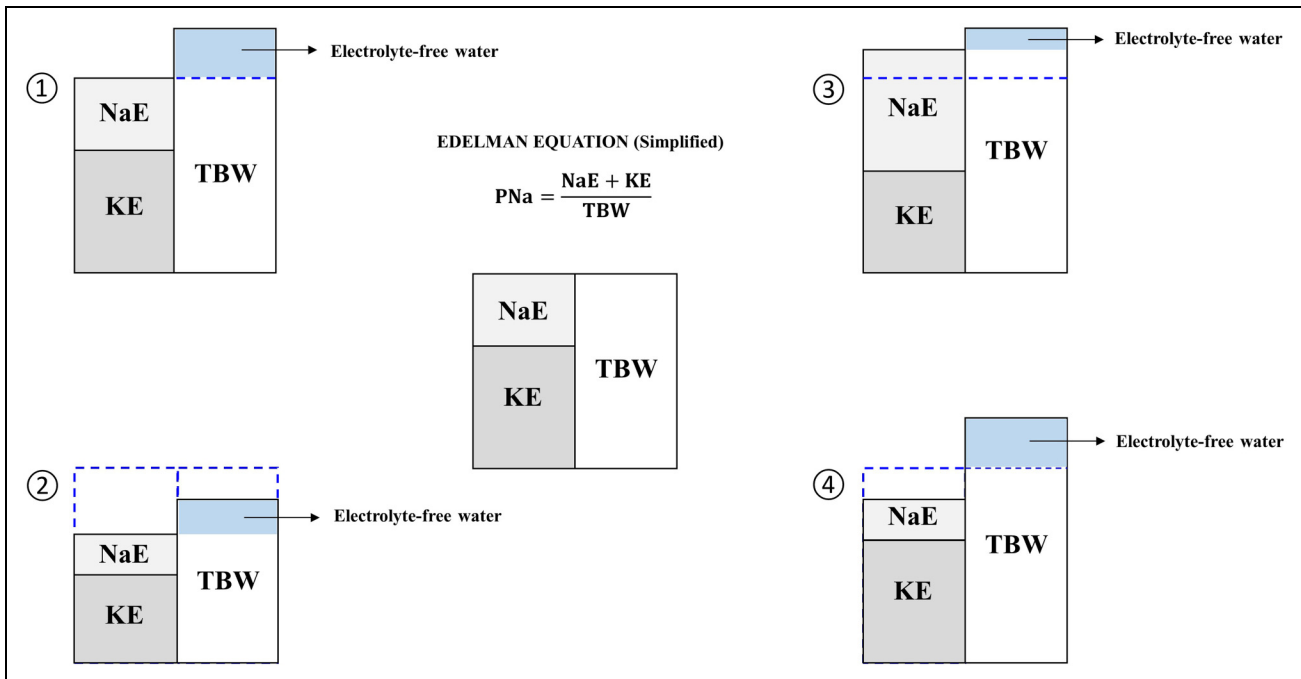 ①
NaE
KE
TBW
Electrolyte-free water
EDELMAN EQUATION (Simplified)
PNa = NaE + KE / TBW
NaE
KE
TBW
③
NaE
KE
TBW
Electrolyte-free water
②
NaE
KE
TBW
Electrolyte-free water
④
NaE
KE
TBW
Electrolyte-free water